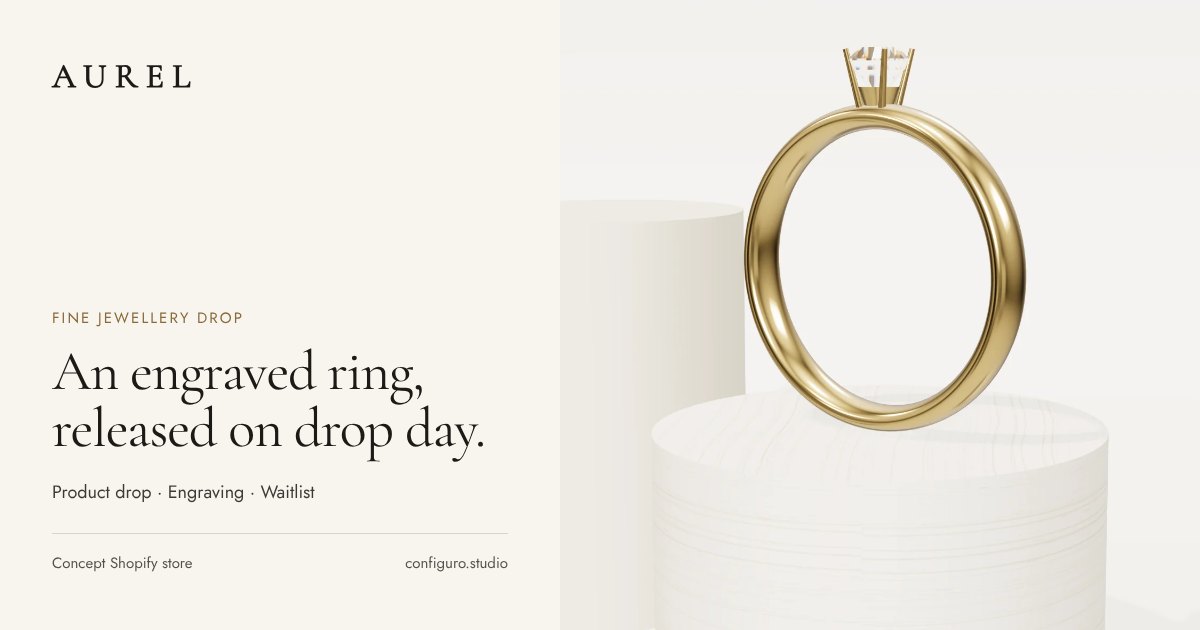 AUREL
FINE JEWELLERY DROP
An engraved ring,
released on drop day.
Product drop · Engraving · Waitlist
Concept Shopify store
configuro.studio